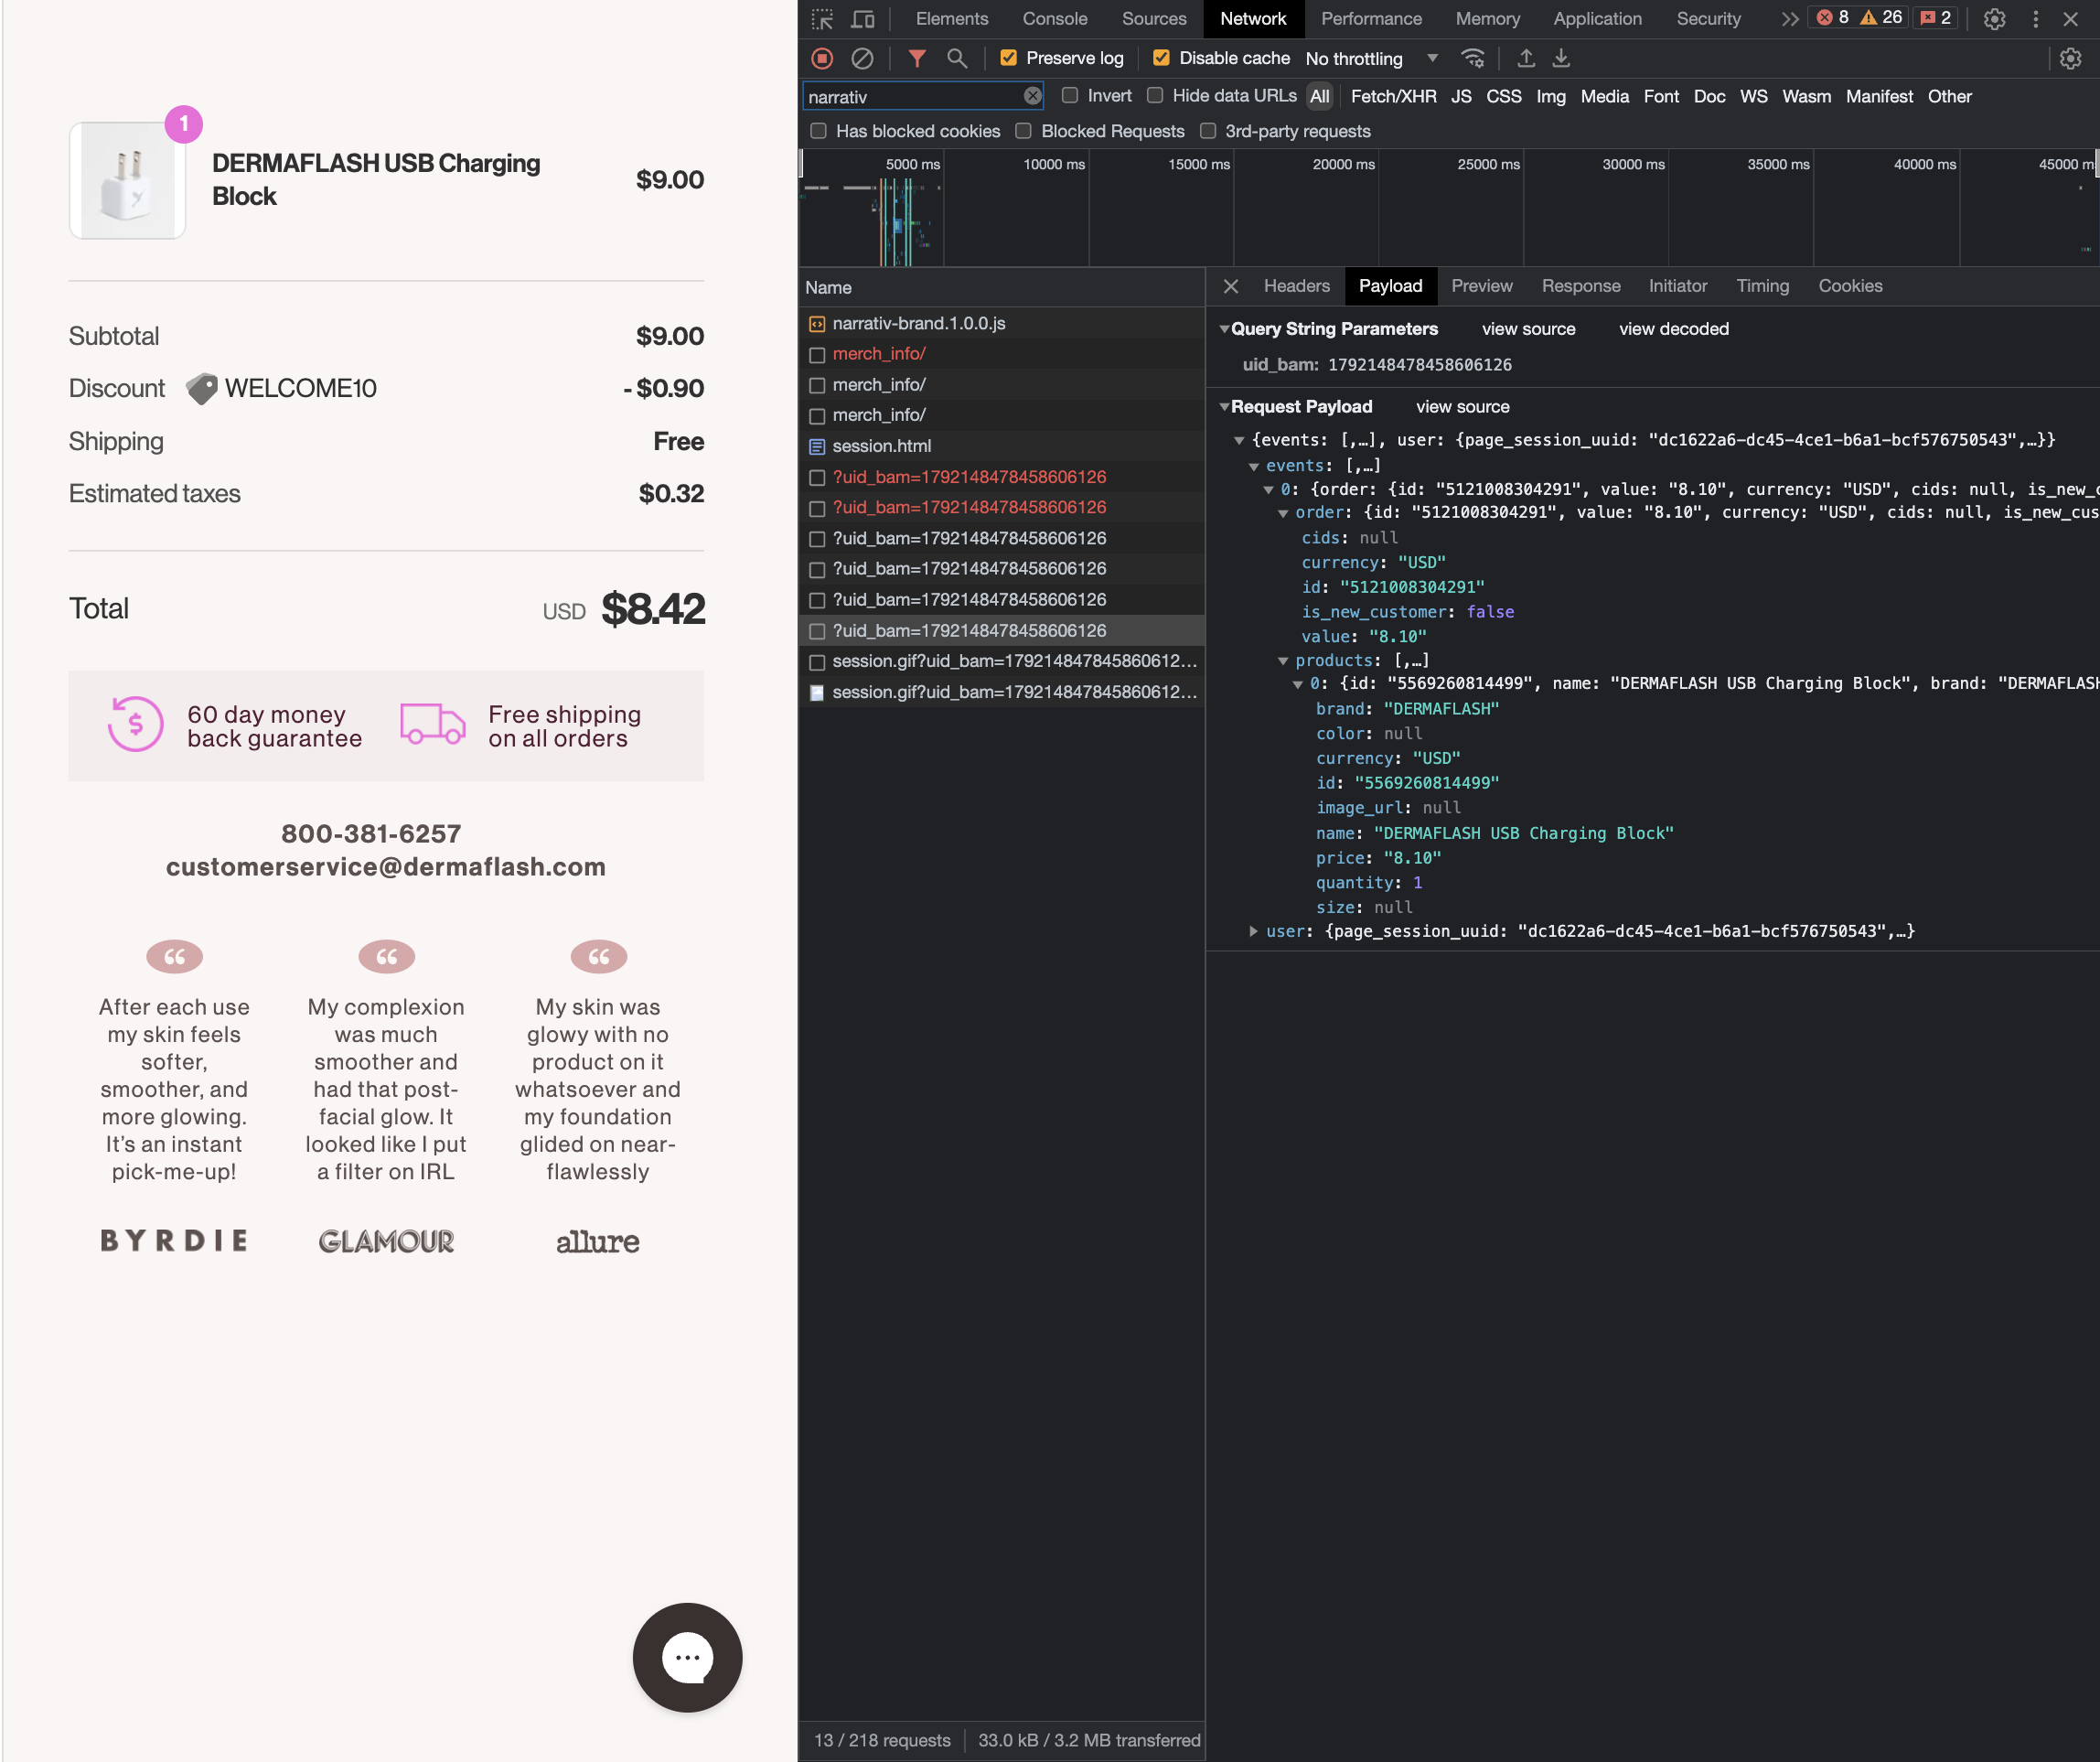 1
DERMAFLASH USB Charging
Block
$9.00
Subtotal
$9.00
Discount
WELCOME10
- $0.90
Shipping
Free
Estimated taxes
$0.32
Total
USD
$8.42
60 day money
back guarantee
Free shipping
on all orders
800-381-6257
customerservice@dermaflash.com
After each use
my skin feels
softer,
smoother, and
more glowing.
It’s an instant
pick-me-up!
BYRDIE
My complexion
was much
smoother and
had that post-
facial glow. It
looked like I put
a filter on IRL
GLAMOUR
My skin was
glowy with no
product on it
whatsoever and
my foundation
glided on near-
flawlessly
allure
Elements Console Sources Network Performance Memory Application Security 8 26 2
Preserve log Disable cache No throttling
narrativ Invert Hide data URLs All Fetch/XHR JS CSS Img Media Font Doc WS Wasm Manifest Other
Has blocked cookies Blocked Requests 3rd-party requests
5000 ms 10000 ms 15000 ms 20000 ms 25000 ms 30000 ms 35000 ms 40000 ms 45000 m
Name
narrativ-brand.1.0.0.js
merch_info/
merch_info/
merch_info/
session.html
?uid_bam=1792148478458606126
?uid_bam=1792148478458606126
?uid_bam=1792148478458606126
?uid_bam=1792148478458606126
?uid_bam=1792148478458606126
?uid_bam=1792148478458606126
session.gif?uid_bam=179214847845860612…
session.gif?uid_bam=179214847845860612…
13 / 218 requests 33.0 kB / 3.2 MB transferred
Headers Payload Preview Response Initiator Timing Cookies
Query String Parameters view source view decoded
uid_bam: 1792148478458606126
Request Payload view source
{events: [,…], user: {page_session_uuid: "dc1622a6-dc45-4ce1-b6a1-bcf576750543",…}}
events: [,…]
0: {order: {id: "5121008304291", value: "8.10", currency: "USD", cids: null, is_new_c
order: {id: "5121008304291", value: "8.10", currency: "USD", cids: null, is_new_cus
cids: null
currency: "USD"
id: "5121008304291"
is_new_customer: false
value: "8.10"
products: [,…]
0: {id: "5569260814499", name: "DERMAFLASH USB Charging Block", brand: "DERMAFLASH
brand: "DERMAFLASH"
color: null
currency: "USD"
id: "5569260814499"
image_url: null
name: "DERMAFLASH USB Charging Block"
price: "8.10"
quantity: 1
size: null
user: {page_session_uuid: "dc1622a6-dc45-4ce1-b6a1-bcf576750543",…}